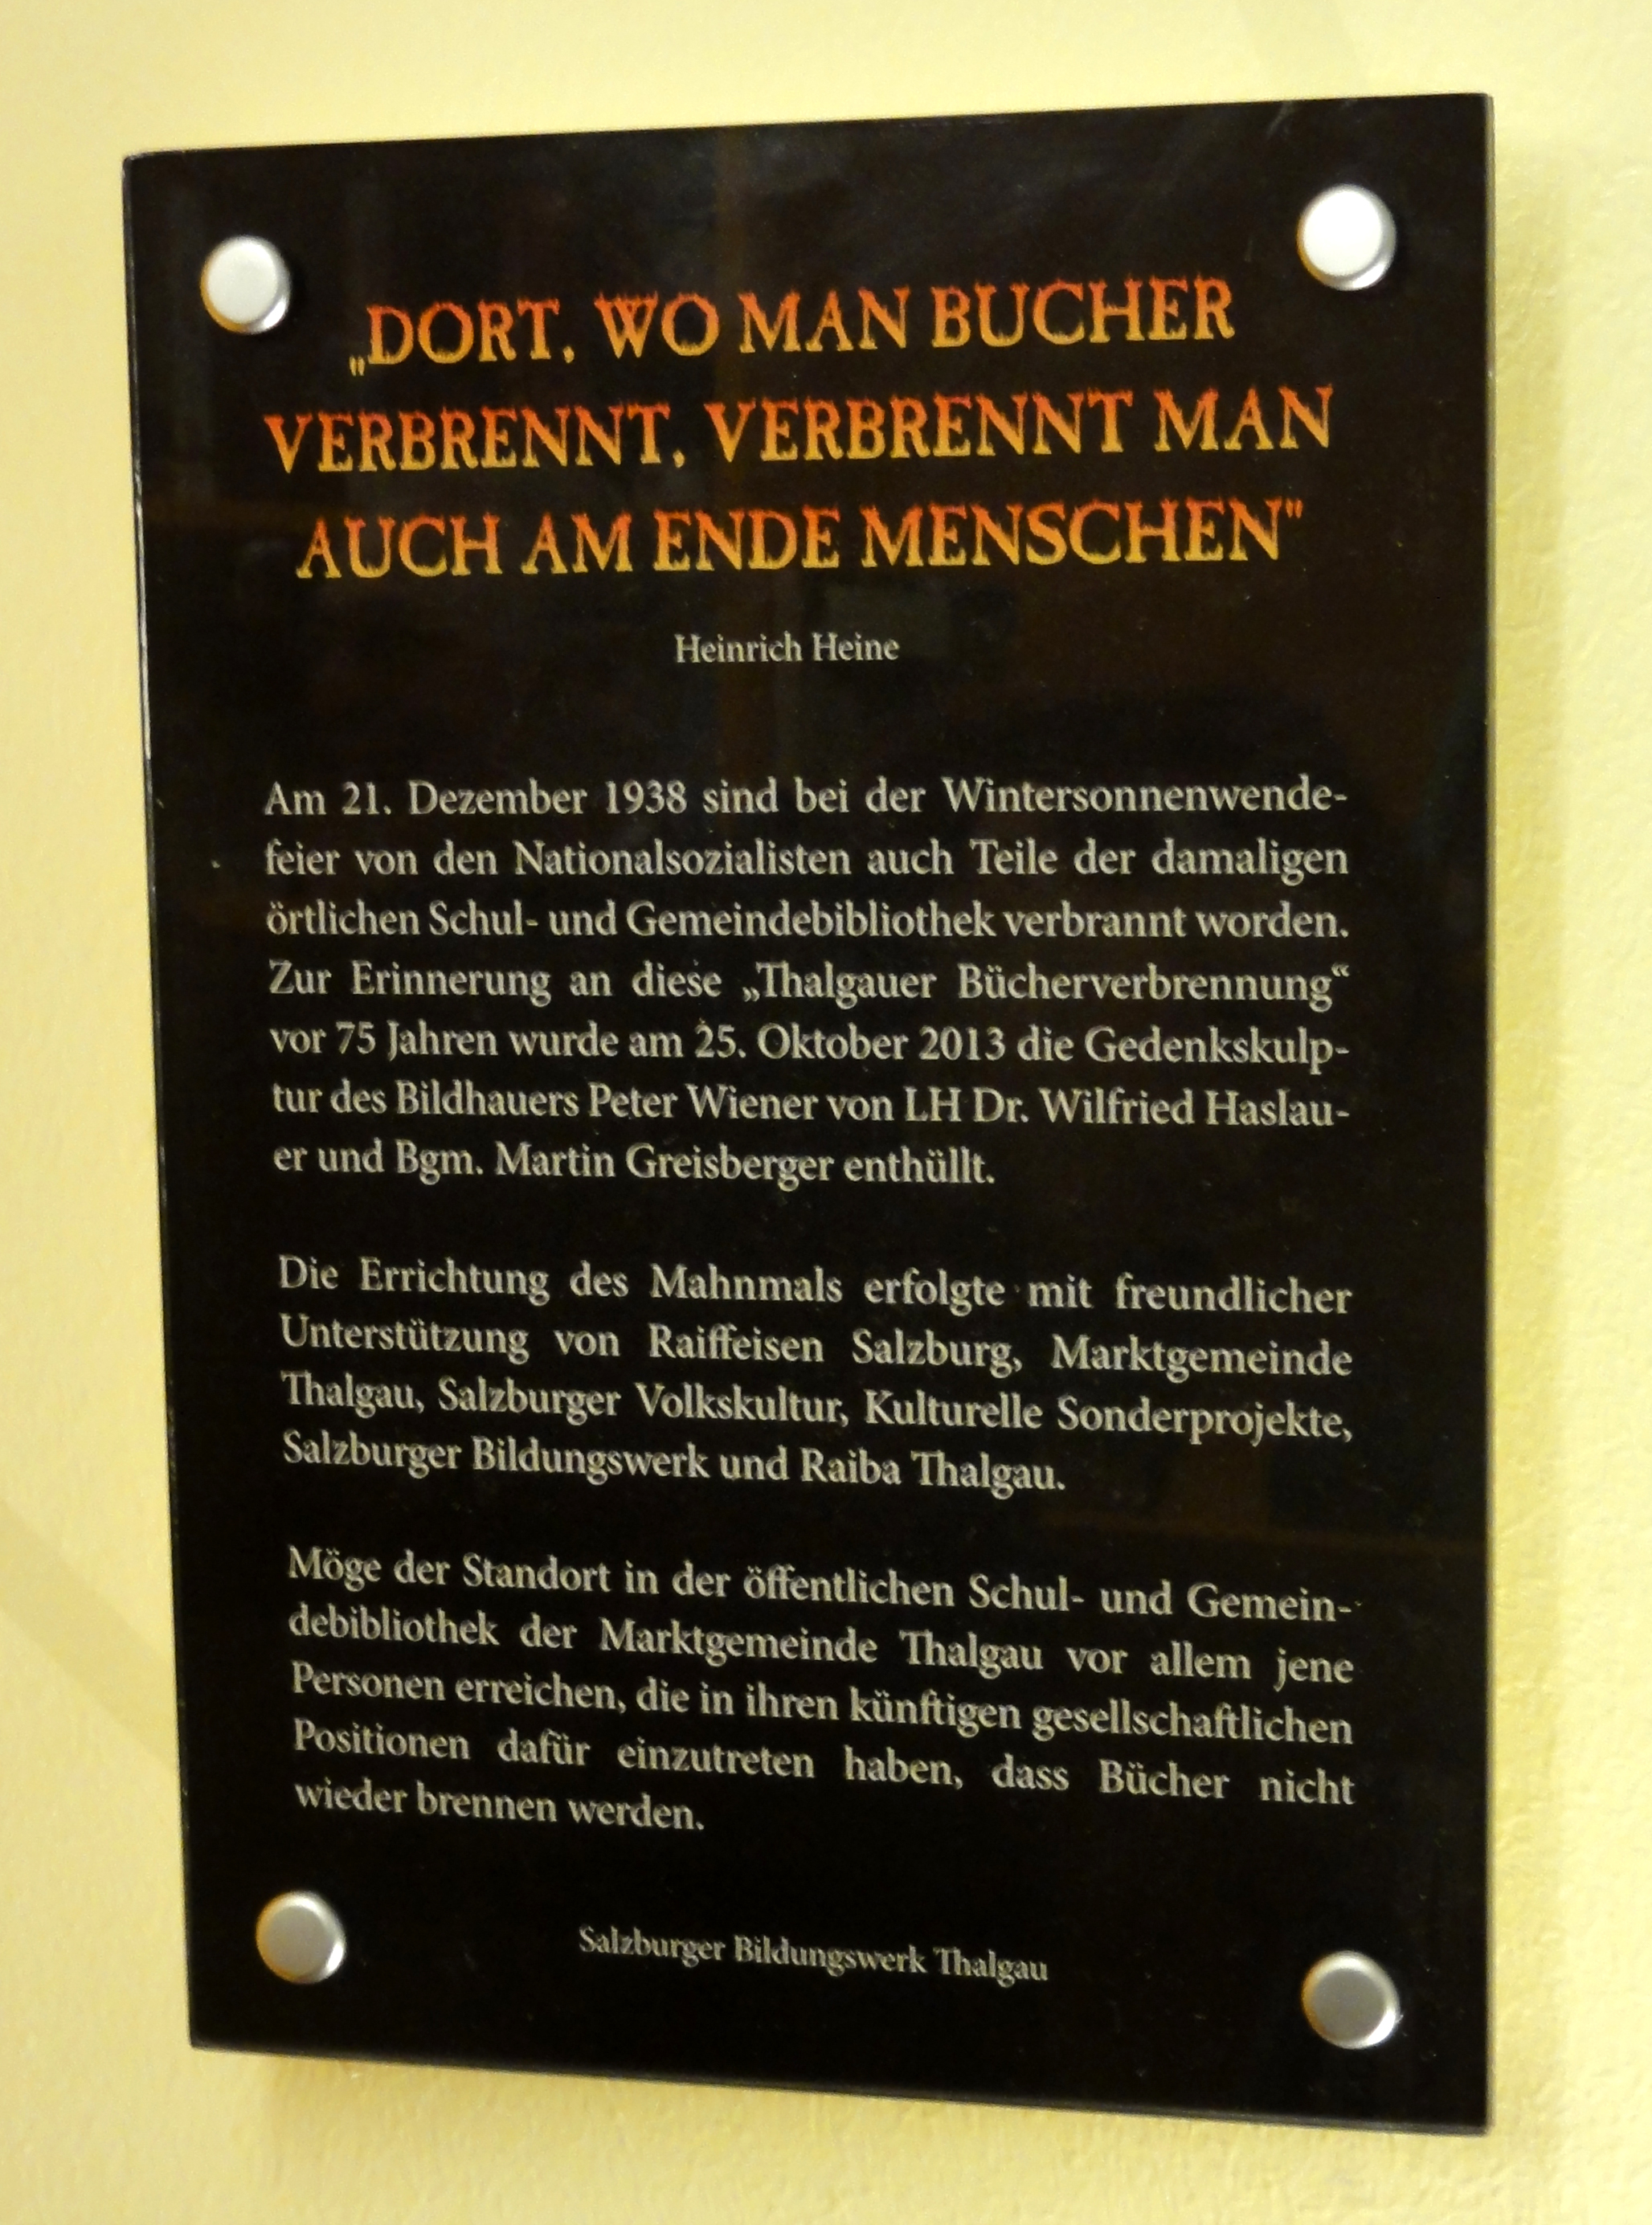 „DORT, WO MAN BUCHER
VERBRENNT, VERBRENNT MAN
AUCH AM ENDE MENSCHEN"
Heinrich Heine
Am 21. Dezember 1938 sind bei der Wintersonnenwende-
feier von den Nationalsozialisten auch Teile der damaligen
örtlichen Schul- und Gemeindebibliothek verbrannt worden.
Zur Erinnerung an diese „Thalgauer Bücherverbrennung“
vor 75 Jahren wurde am 25. Oktober 2013 die Gedenkskulp-
tur des Bildhauers Peter Wiener von LH Dr. Wilfried Haslau-
er und Bgm. Martin Greisberger enthüllt.
Die Errichtung des Mahnmals erfolgte mit freundlicher
Unterstützung von Raiffeisen Salzburg, Marktgemeinde
Thalgau, Salzburger Volkskultur, Kulturelle Sonderprojekte,
Salzburger Bildungswerk und Raiba Thalgau.
Möge der Standort in der öffentlichen Schul- und Gemein-
debibliothek der Marktgemeinde Thalgau vor allem jene
Personen erreichen, die in ihren künftigen gesellschaftlichen
Positionen dafür einzutreten haben, dass Bücher nicht
wieder brennen werden.
Salzburger Bildungswerk Thalgau